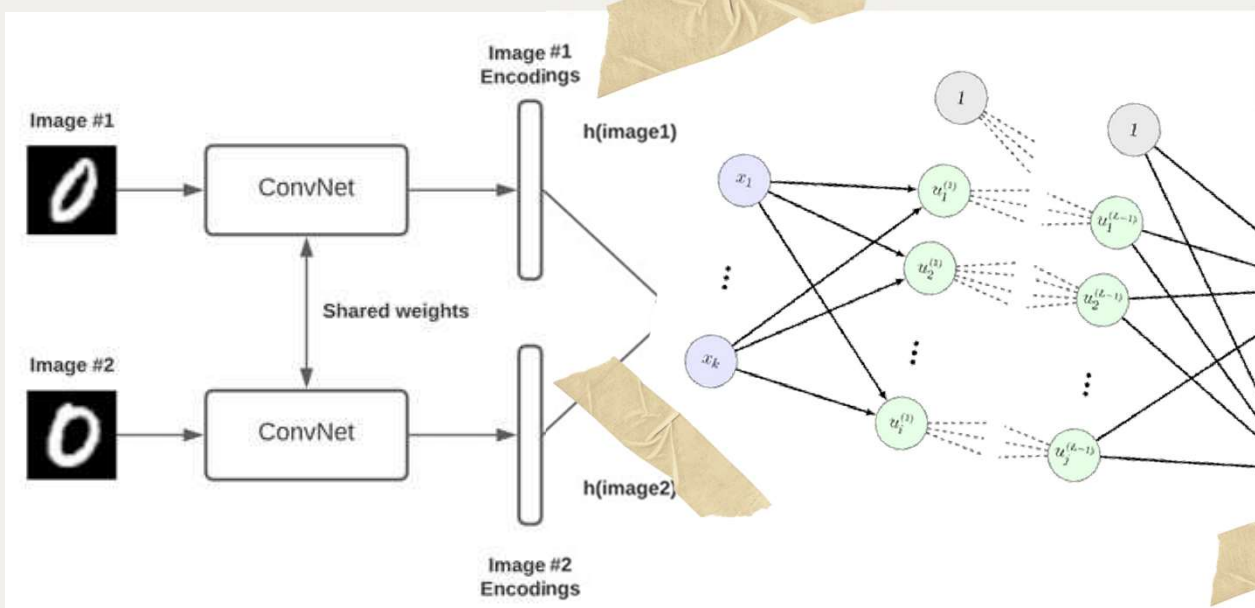 Image #1
Encodings
Image #1
h(image1)
ConvNet
Shared weights
Image #2
ConvNet
h(image2)
Image #2
Encodings
1
1
x₁
u₁⁽¹⁾
u₁⁽ᴸ⁻¹⁾
u₂⁽¹⁾
u₂⁽ᴸ⁻¹⁾
⋮
xₖ
⋮
⋮
uᵢ⁽¹⁾
uⱼ⁽ᴸ⁻¹⁾